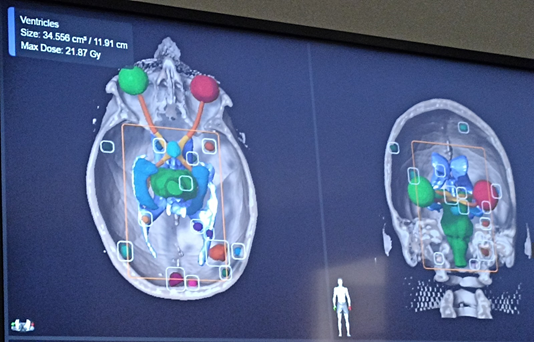 Ventricles
Size: 34.556 cm³ / 11.91 cm
Max Dose: 21.87 Gy